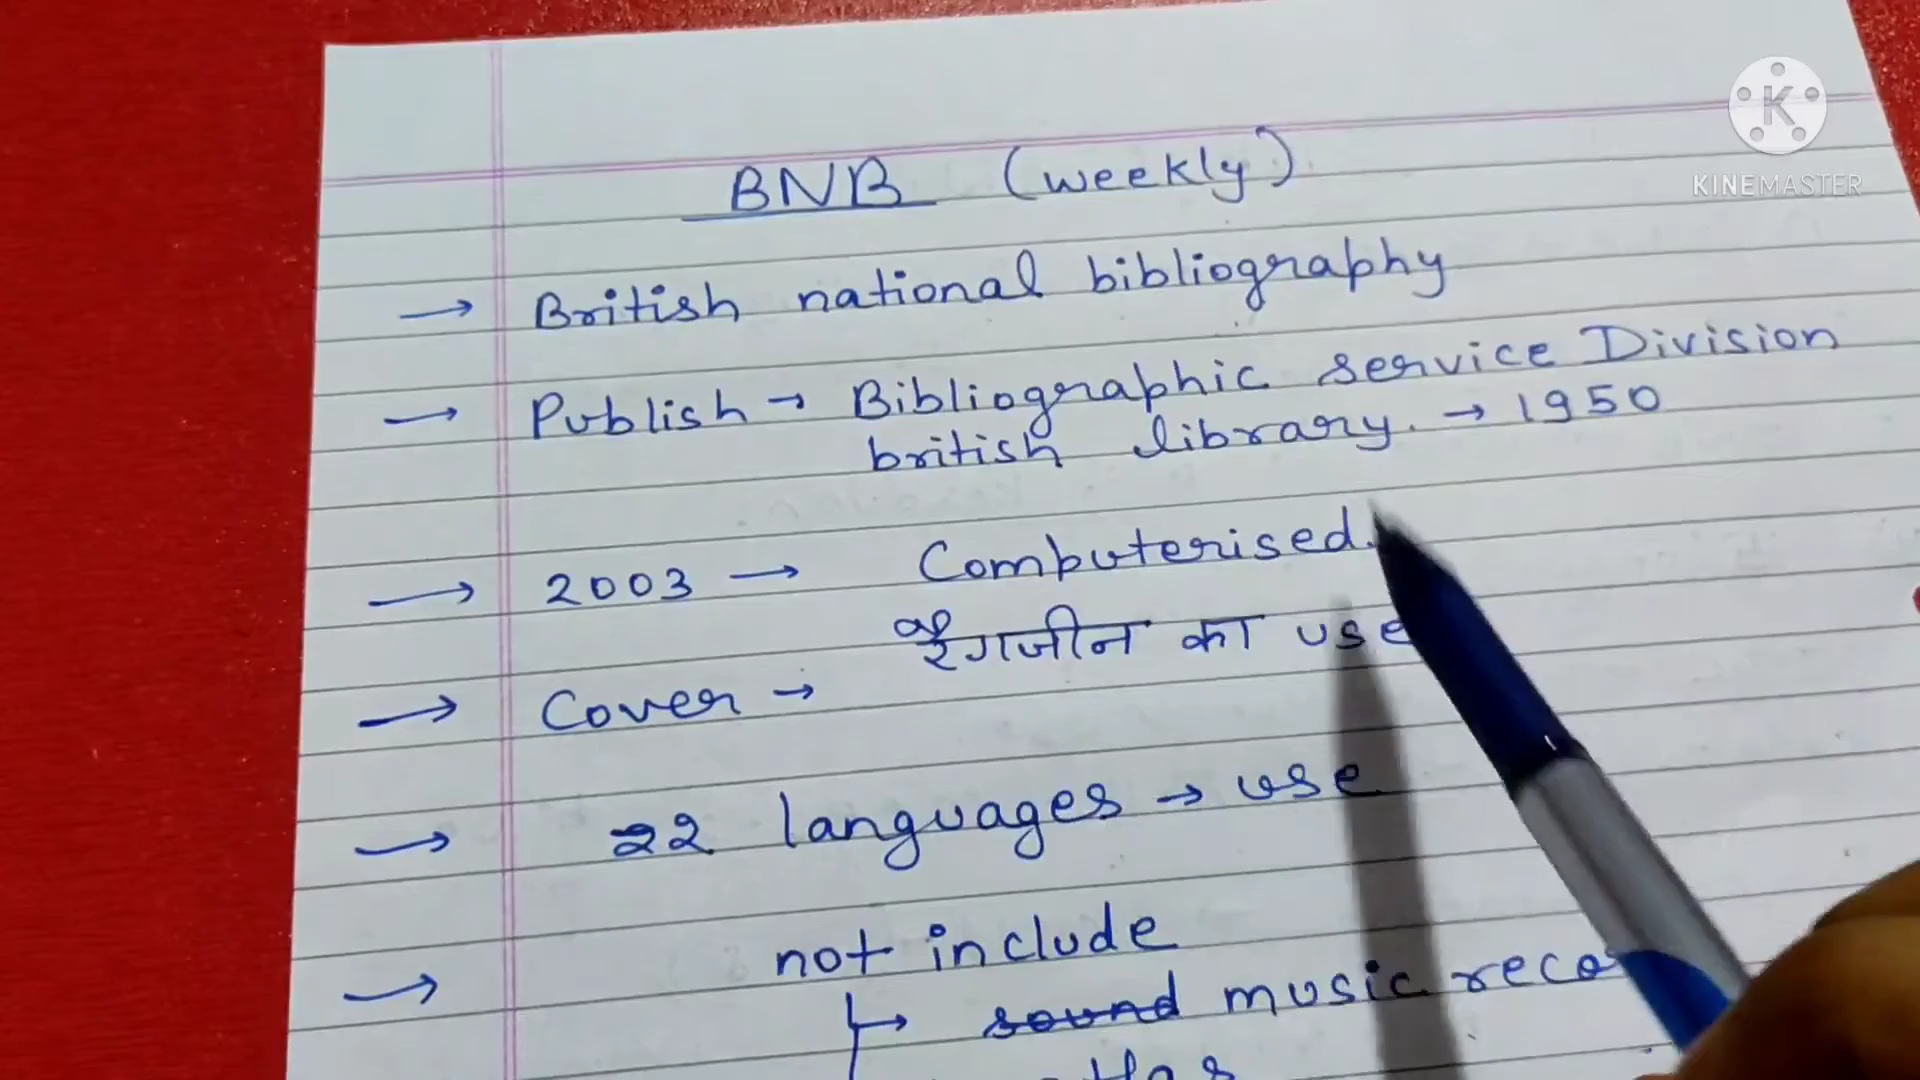 KINEMASTER
BNB (weekly)
→ British national bibliography
→ Publish → Bibliographic service Division
british library. → 1950
→ 2003 → Computerised.
रंगजीन का use
→ Cover →
→ 22 languages → use
→ not include
↳ sound music